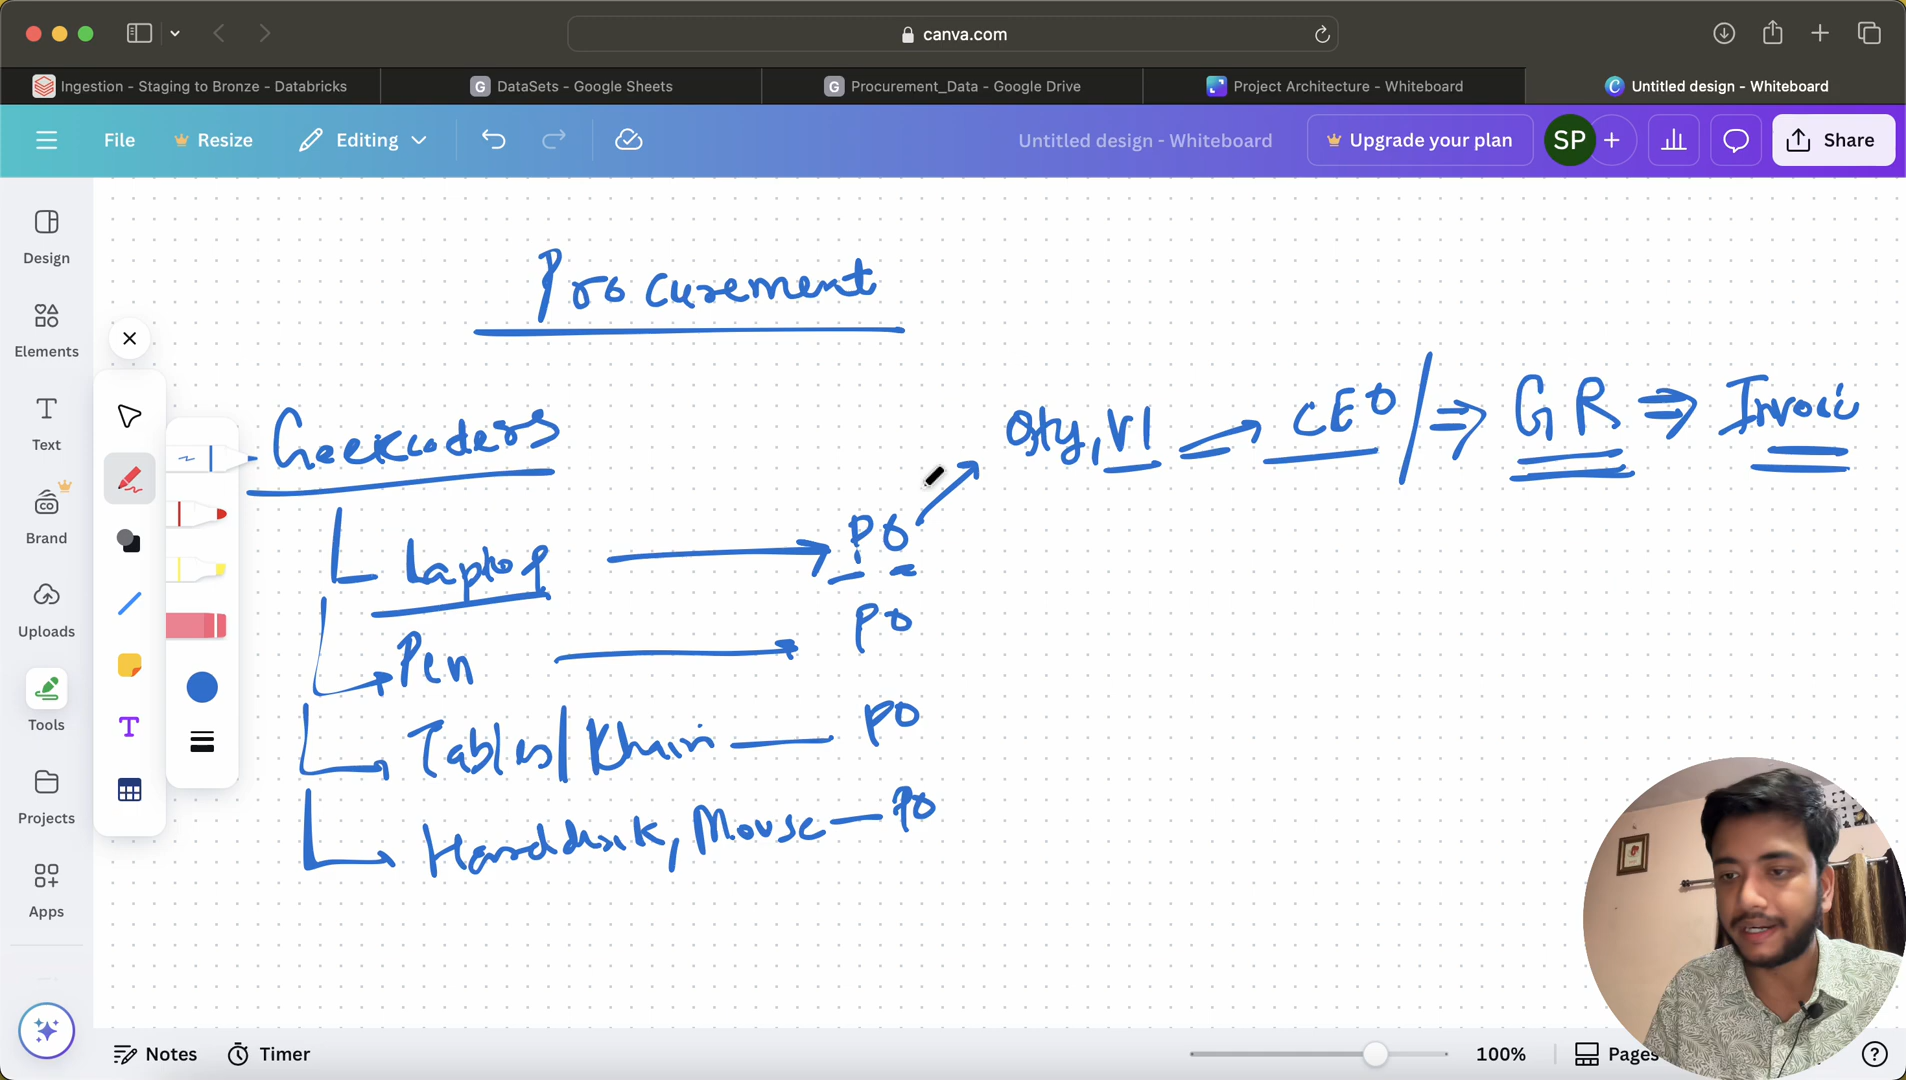 canva.com
Ingestion - Staging to Bronze - Databricks
DataSets - Google Sheets
Procurement_Data - Google Drive
Project Architecture - Whiteboard
Untitled design - Whiteboard
File
Resize
Editing
Untitled design - Whiteboard
Upgrade your plan
SP
Share
Design
Elements
Text
Brand
Uploads
Tools
Projects
Apps
Procurement
Geekcoders
Qty, V1 CEO / ⇒ GR ⇒ Invoic
Laptop → PO
Pen → PO
Tables / Khair — PO
Harddisk, Mouse — PO
Notes
Timer
100%
Pages